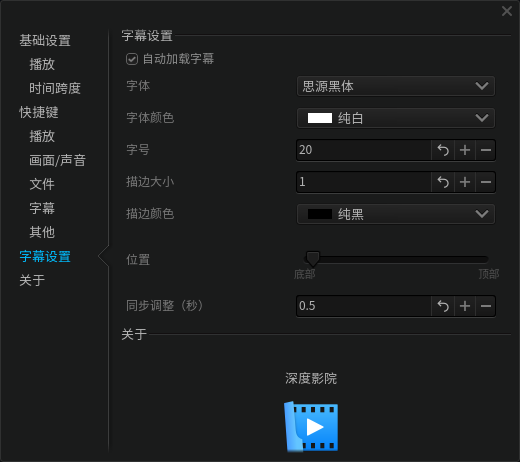 基础设置
播放
时间跨度
快捷键
播放
画面/声音
文件
字幕
其他
字幕设置
关于
字幕设置
自动加载字幕
字体 思源黑体
字体颜色 纯白
字号 20
描边大小 1
描边颜色 纯黑
位置
底部 顶部
同步调整（秒） 0.5
关于
深度影院